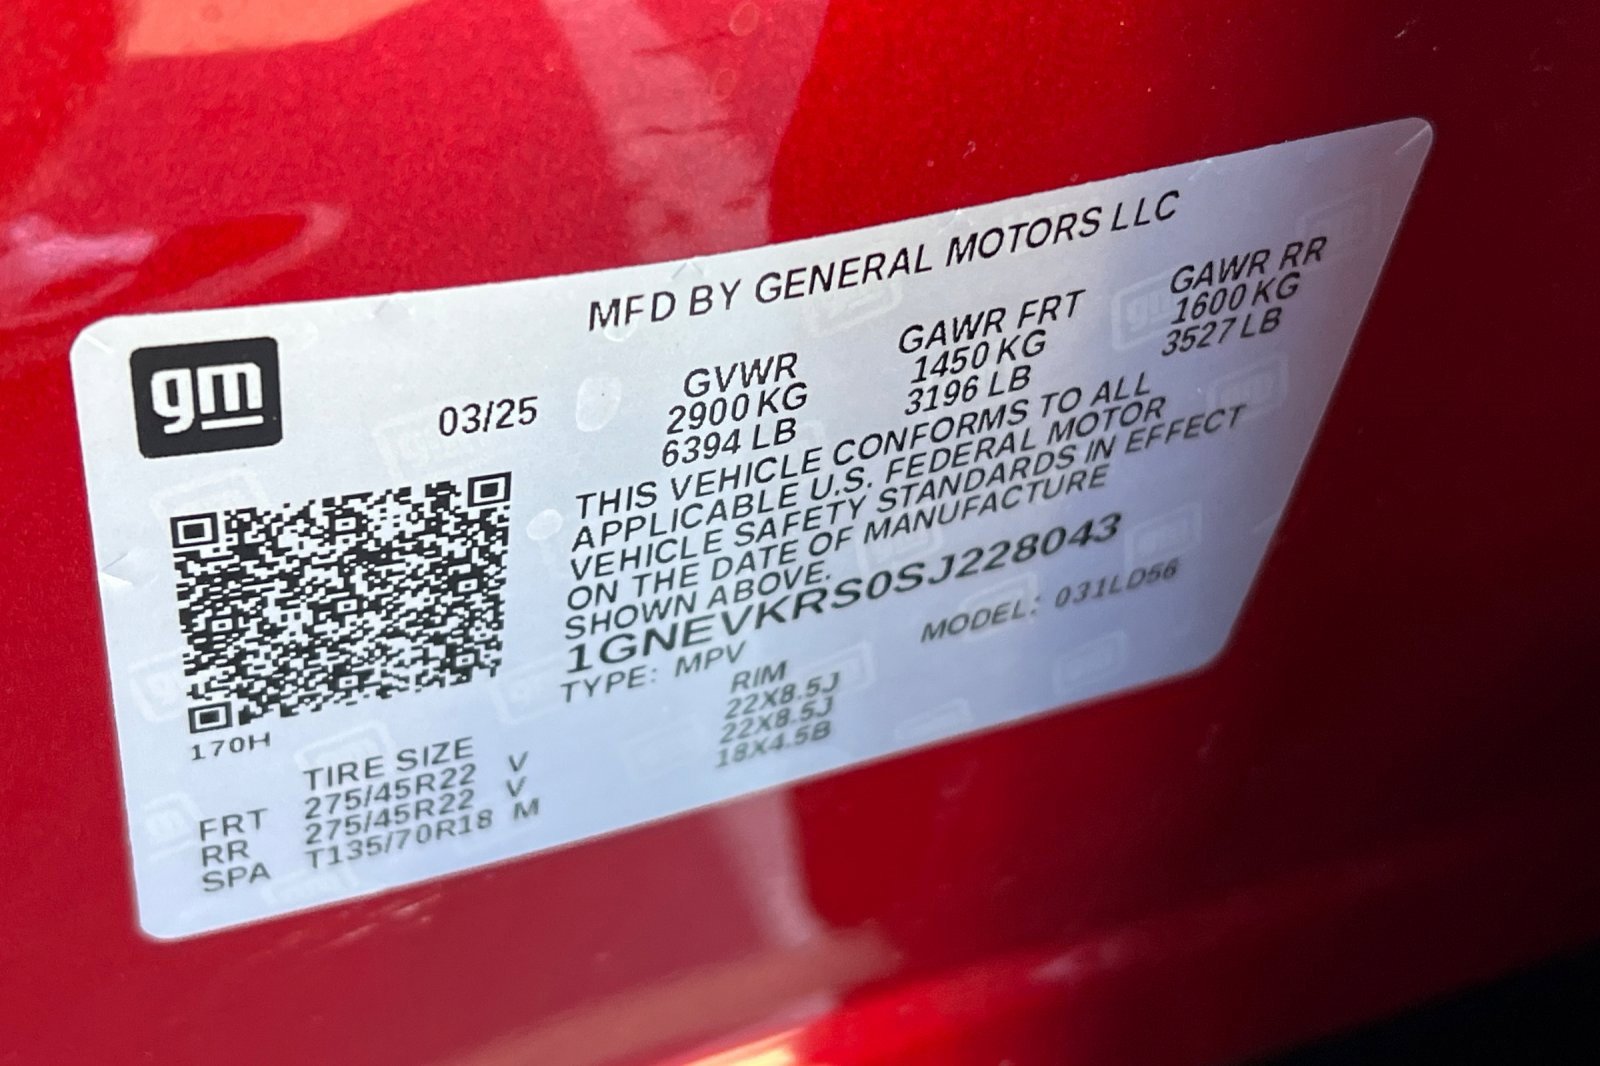 MFD BY GENERAL MOTORS LLC
gm
03/25
GVWR GAWR FRT GAWR RR
2900 KG 1450 KG 1600 KG
6394 LB 3196 LB 3527 LB
THIS VEHICLE CONFORMS TO ALL
APPLICABLE U.S. FEDERAL MOTOR
VEHICLE SAFETY STANDARDS IN EFFECT
ON THE DATE OF MANUFACTURE
SHOWN ABOVE.
1GNEVKRS0SJ228043
TYPE: MPV MODEL: 031LD56
170H
TIRE SIZE RIM
FRT 275/45R22 V 22X8.5J
RR 275/45R22 V 22X8.5J
SPA T135/70R18 M 18X4.5B